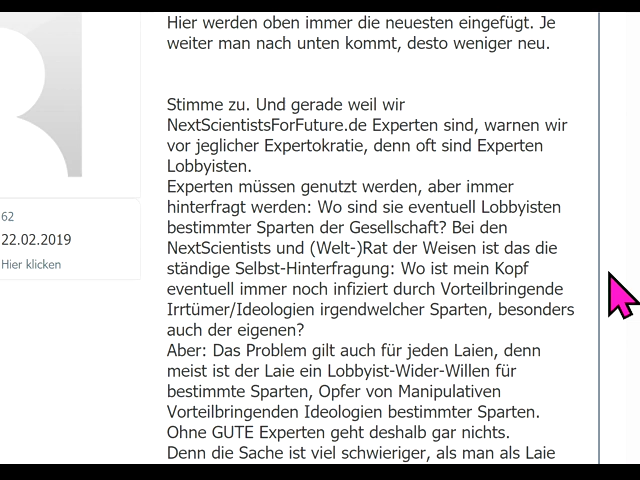 Hier werden oben immer die neuesten eingefügt. Je
weiter man nach unten kommt, desto weniger neu.
Stimme zu. Und gerade weil wir
NextScientistsForFuture.de Experten sind, warnen wir
vor jeglicher Expertokratie, denn oft sind Experten
Lobbyisten.
Experten müssen genutzt werden, aber immer
hinterfragt werden: Wo sind sie eventuell Lobbyisten
bestimmter Sparten der Gesellschaft? Bei den
NextScientists und (Welt-)Rat der Weisen ist das die
ständige Selbst-Hinterfragung: Wo ist mein Kopf
eventuell immer noch infiziert durch Vorteilbringende
Irrtümer/Ideologien irgendwelcher Sparten, besonders
auch der eigenen?
Aber: Das Problem gilt auch für jeden Laien, denn
meist ist der Laie ein Lobbyist-Wider-Willen für
bestimmte Sparten, Opfer von Manipulativen
Vorteilbringenden Ideologien bestimmter Sparten.
Ohne GUTE Experten geht deshalb gar nichts.
Denn die Sache ist viel schwieriger, als man als Laie
62
22.02.2019
Hier klicken